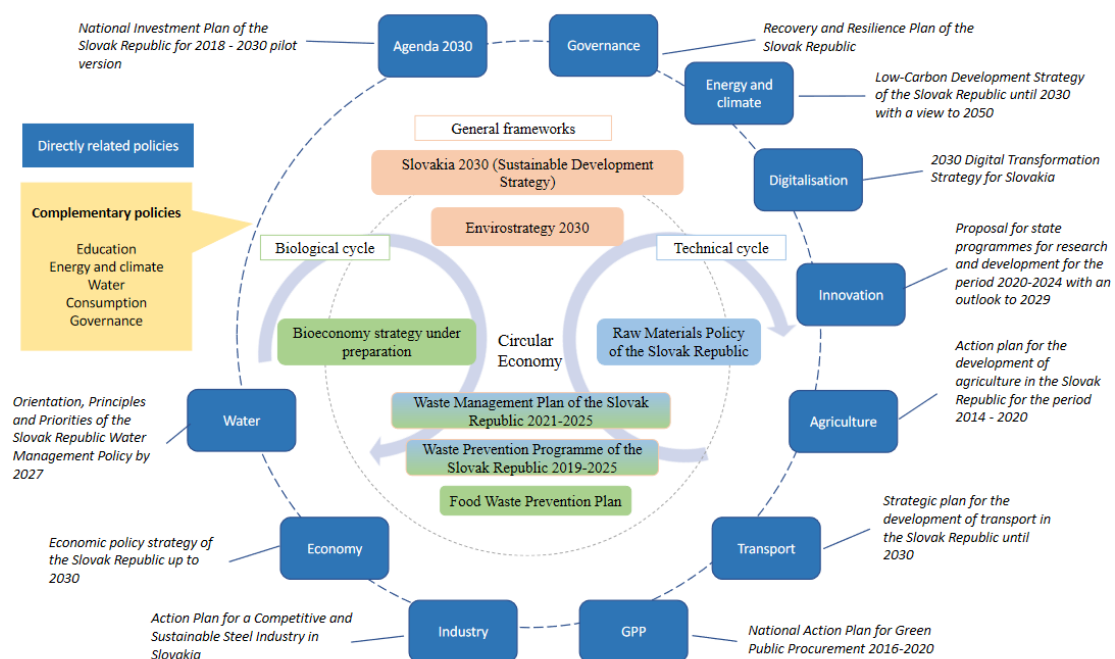 National Investment Plan of the
Slovak Republic for 2018 - 2030 pilot
version
Agenda 2030
Governance
Recovery and Resilience Plan of the
Slovak Republic
Energy and
climate
Low-Carbon Development Strategy
of the Slovak Republic until 2030
with a view to 2050
Directly related policies
General frameworks
Slovakia 2030 (Sustainable Development
Strategy)
Envirostrategy 2030
Digitalisation
2030 Digital Transformation
Strategy for Slovakia
Complementary policies
Education
Energy and climate
Water
Consumption
Governance
Biological cycle
Technical cycle
Innovation
Proposal for state
programmes for research
and development for the
period 2020-2024 with an
outlook to 2029
Bioeconomy strategy under
preparation
Circular
Economy
Raw Materials Policy
of the Slovak Republic
Orientation, Principles
and Priorities of the
Slovak Republic Water
Management Policy by
2027
Water
Waste Management Plan of the Slovak
Republic 2021-2025
Waste Prevention Programme of the
Slovak Republic 2019-2025
Food Waste Prevention Plan
Agriculture
Action plan for the
development of
agriculture in the Slovak
Republic for the period
2014 - 2020
Economic policy strategy of
the Slovak Republic up to
2030
Economy
Transport
Strategic plan for the
development of transport in
the Slovak Republic until
2030
Action Plan for a Competitive and
Sustainable Steel Industry in
Slovakia
Industry
GPP
National Action Plan for Green
Public Procurement 2016-2020